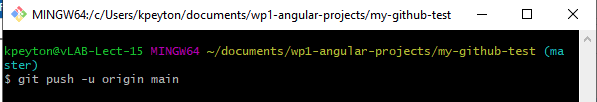 MINGW64:/c/Users/kpeyton/documents/wp1-angular-projects/my-github-test
kpeyton@vLAB-Lect-15 MINGW64 ~/documents/wp1-angular-projects/my-github-test (ma
ster)
$ git push -u origin main